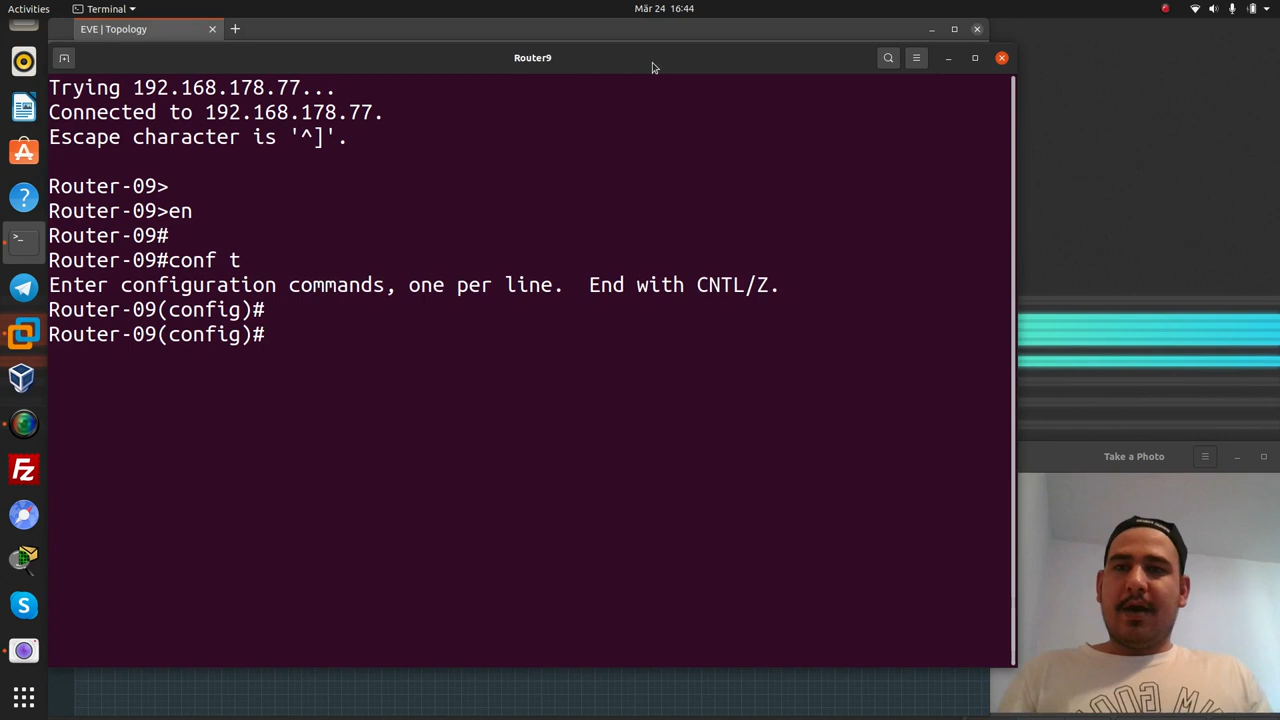 Activities
Terminal
Mär 24 16:44
EVE | Topology
Router9
Trying 192.168.178.77...
Connected to 192.168.178.77.
Escape character is '^]'.
Router-09>
Router-09>en
Router-09#
Router-09#conf t
Enter configuration commands, one per line.  End with CNTL/Z.
Router-09(config)#
Router-09(config)#
Take a Photo